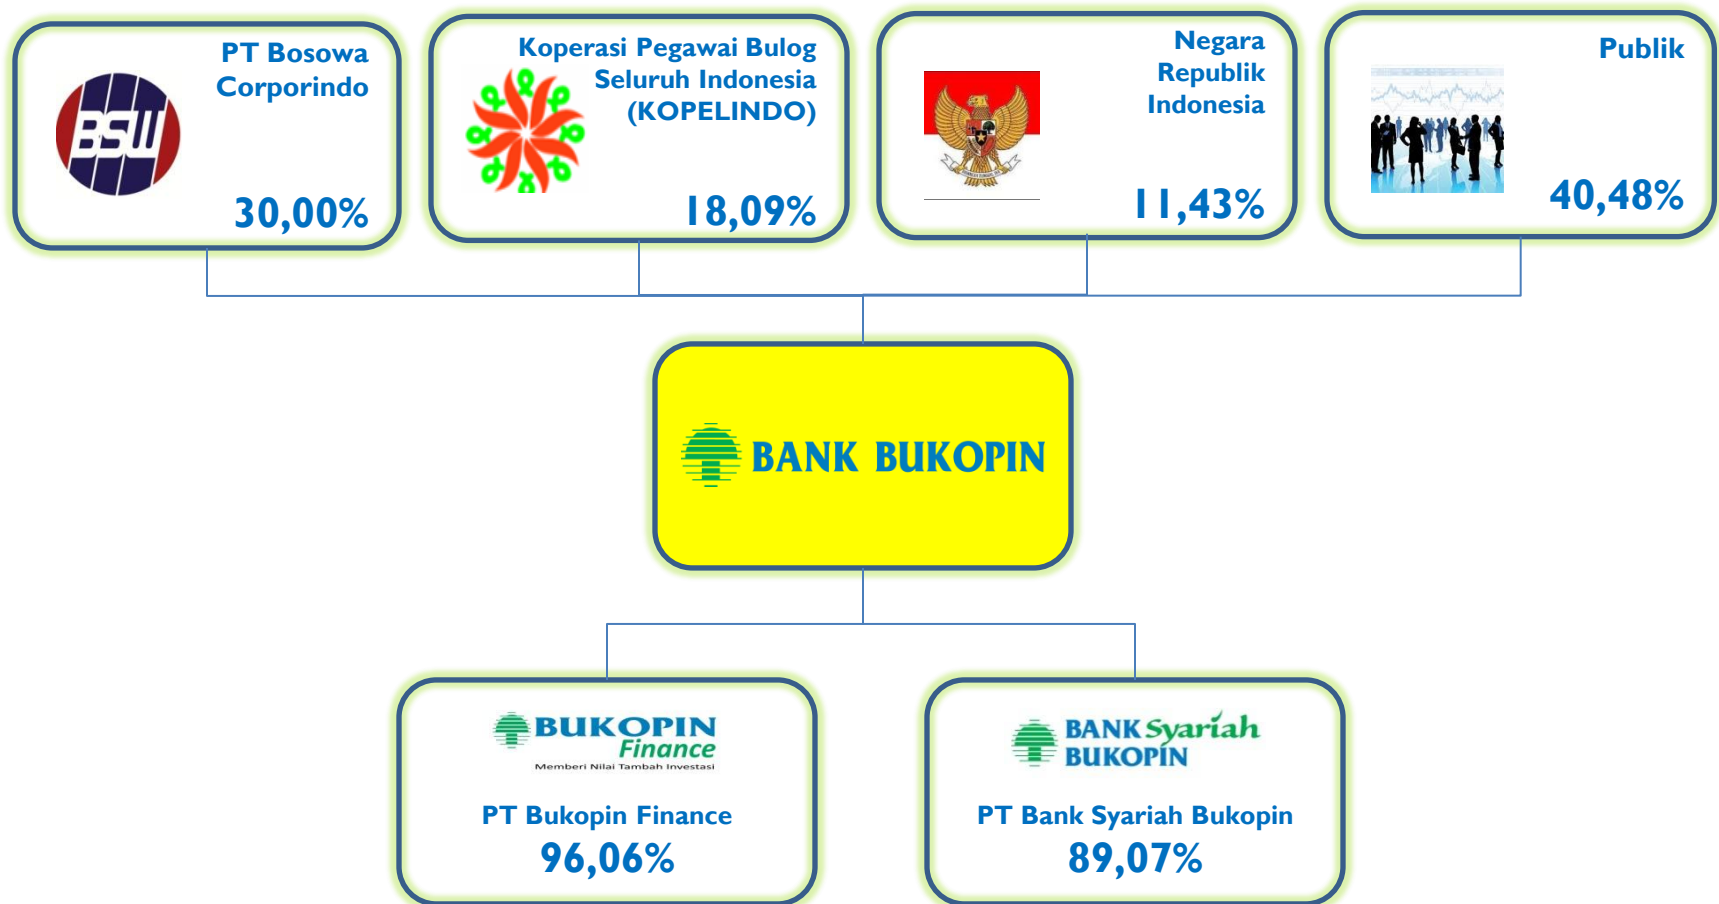 PT Bosowa
Corporindo
BSW
30,00%
Koperasi Pegawai Bulog
Seluruh Indonesia
(KOPELINDO)
18,09%
Negara
Republik
Indonesia
11,43%
Publik
40,48%
BANK BUKOPIN
BUKOPIN
Finance
Memberi Nilai Tambah Investasi
PT Bukopin Finance
96,06%
BANK Syariah
BUKOPIN
PT Bank Syariah Bukopin
89,07%